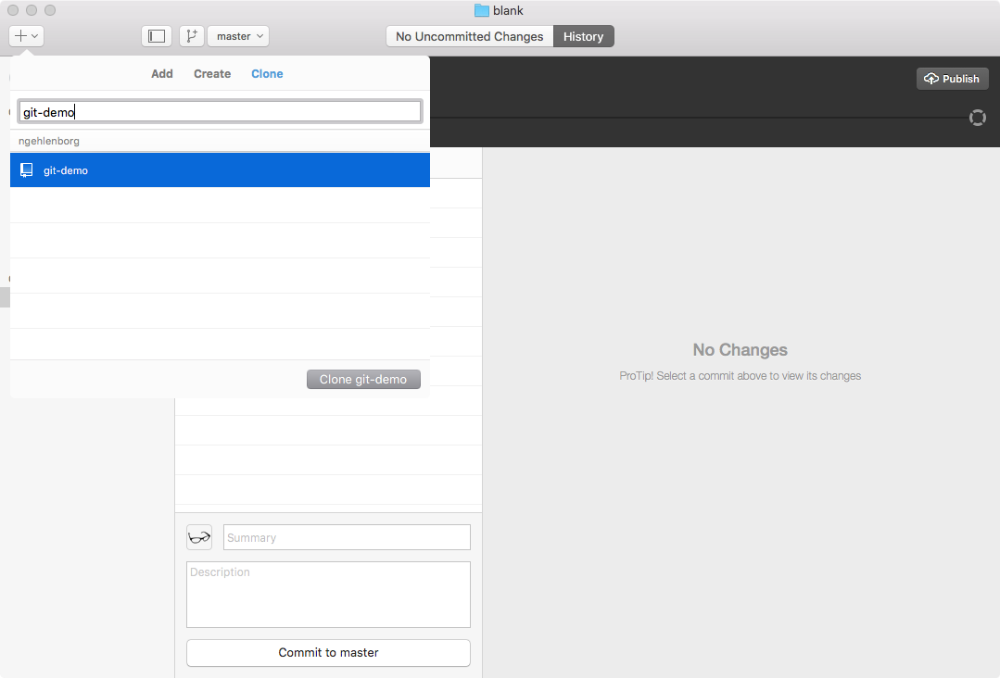 blank
master
No Uncommitted Changes
History
Add
Create
Clone
Publish
git-demo
ngehlenborg
git-demo
Clone git-demo
No Changes
ProTip! Select a commit above to view its changes
Summary
Description
Commit to master